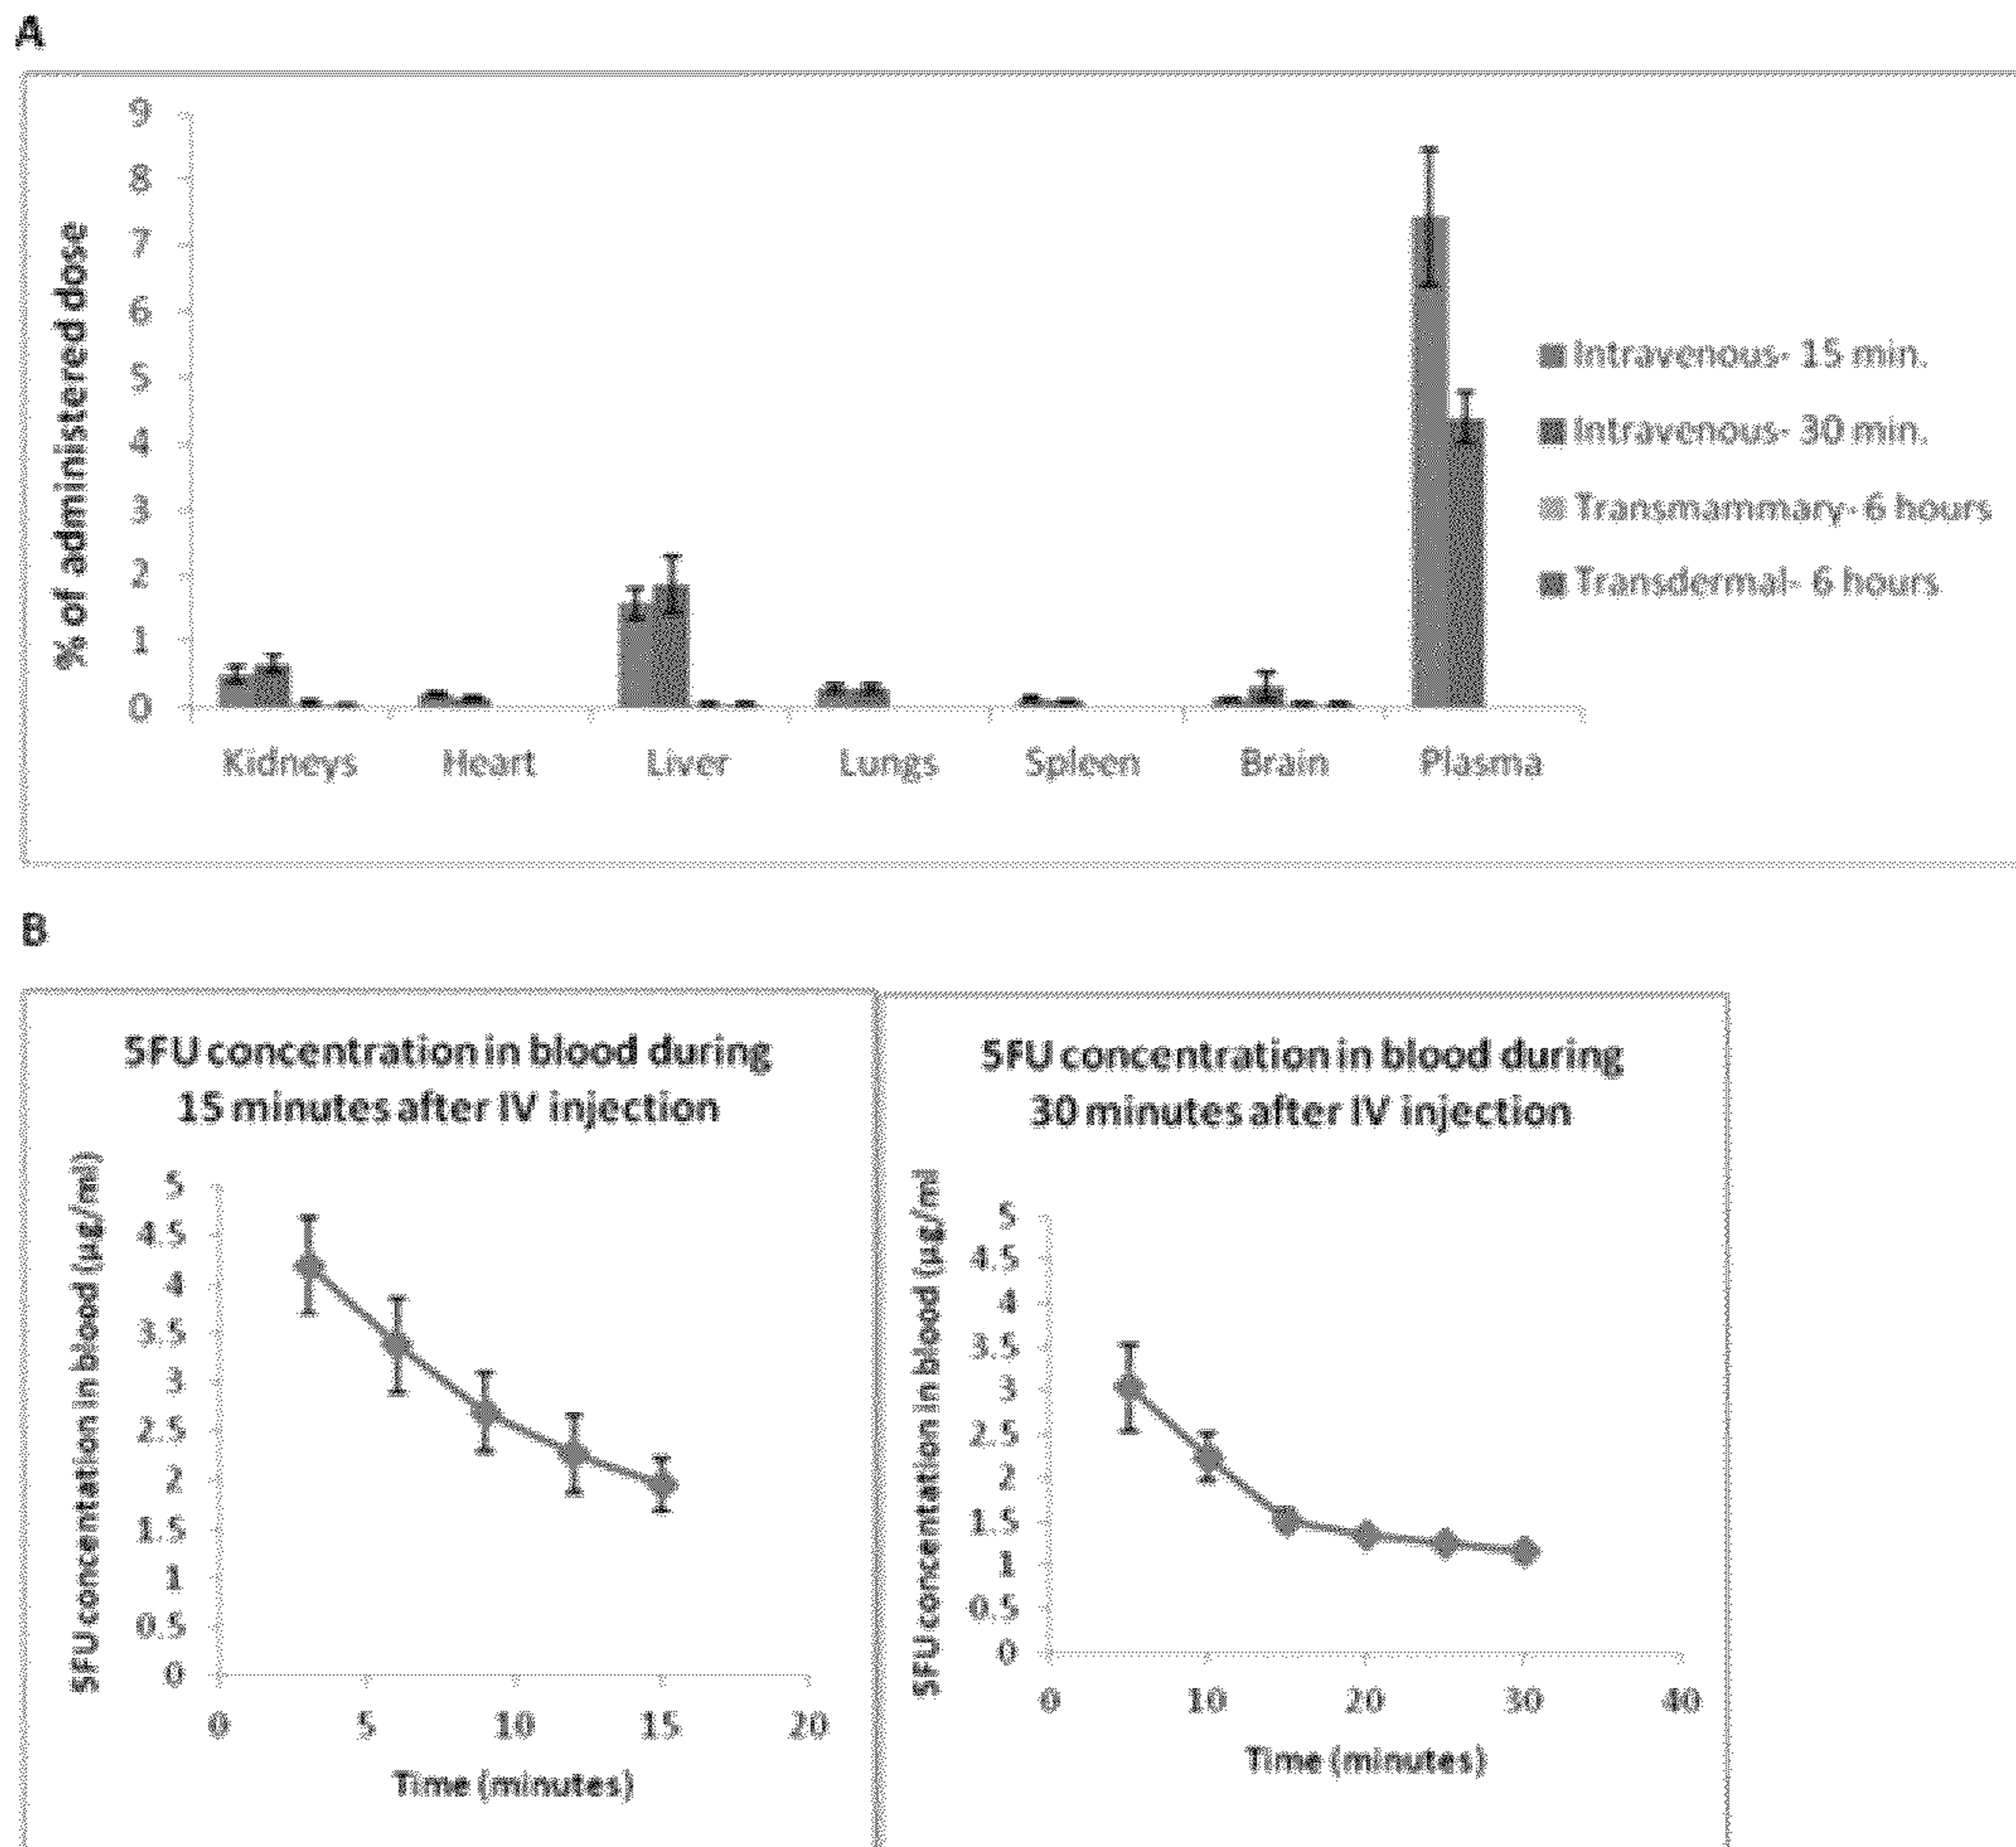 A
% of administered dose
9
8
7
6
5
4
3
2
1
0
Kidneys Heart Liver Lungs Spleen Brain Plasma
Intravenous- 15 min.
Intravenous- 30 min.
Transmammary- 6 hours
Transdermal- 6 hours
B
5FU concentration in blood during
15 minutes after IV injection
5FU concentration in blood (µg/ml)
5
4.5
4
3.5
3
2.5
2
1.5
1
0.5
0
0 5 10 15 20
Time (minutes)
5FU concentration in blood during
30 minutes after IV injection
5FU concentration in blood (µg/ml
5
4.5
4
3.5
3
2.5
2
1.5
1
0.5
0
0 10 20 30 40
Time (minutes)